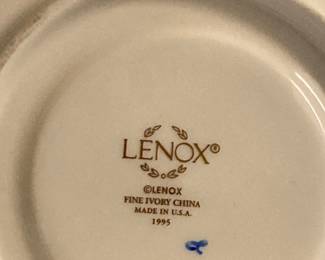 LENOX®
©LENOX
FINE IVORY CHINA
MADE IN U.S.A.
1995